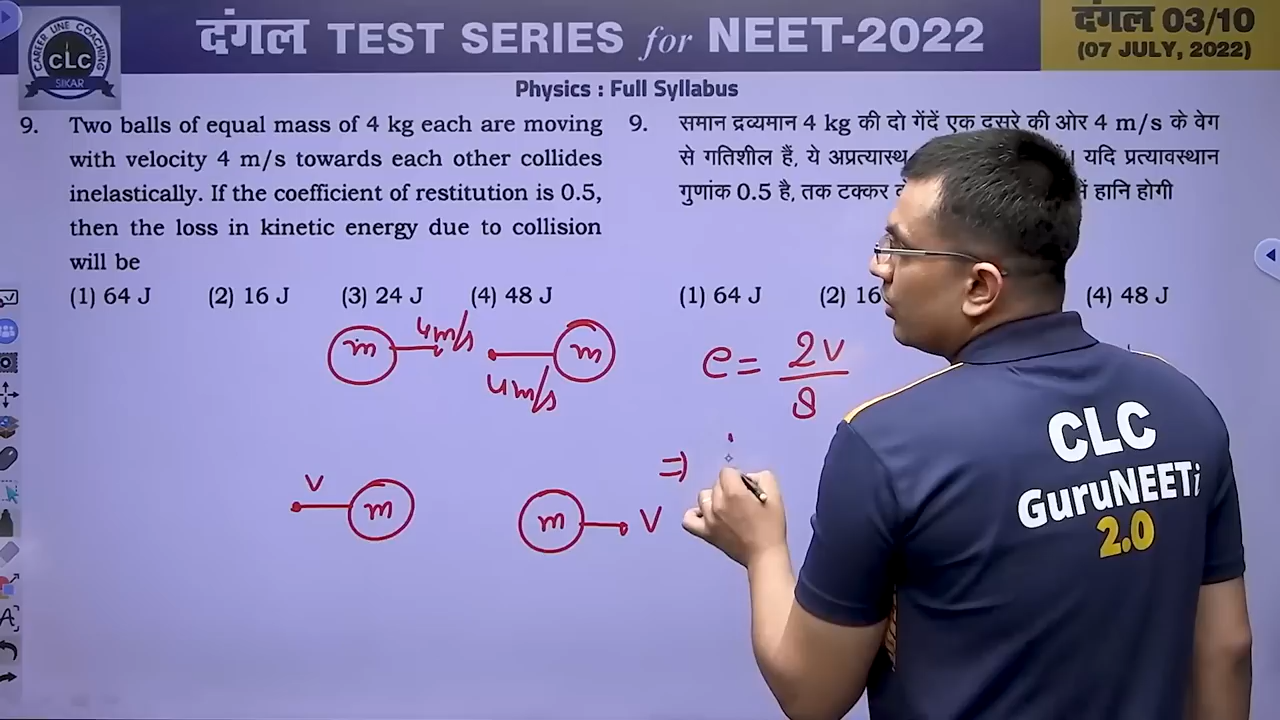 दंगल TEST SERIES for NEET-2022
दंगल 03/10
(07 JULY, 2022)
CAREER LINE COACHING
CLC
SIKAR
Physics : Full Syllabus
9. Two balls of equal mass of 4 kg each are moving
with velocity 4 m/s towards each other collides
inelastically. If the coefficient of restitution is 0.5,
then the loss in kinetic energy due to collision
will be
(1) 64 J (2) 16 J (3) 24 J (4) 48 J
9. समान द्रव्यमान 4 kg की दो गेंदें एक दूसरे की ओर 4 m/s के वेग
से गतिशील हैं, ये अप्रत्यास्थ । यदि प्रत्यावस्थान
गुणांक 0.5 है, तक टक्कर हानि होगी
(1) 64 J (2) 16 (4) 48 J
m 4m/s m
4m/s
e = 2v/8
v m m v
⇒
CLC
GuruNEETi
2.0